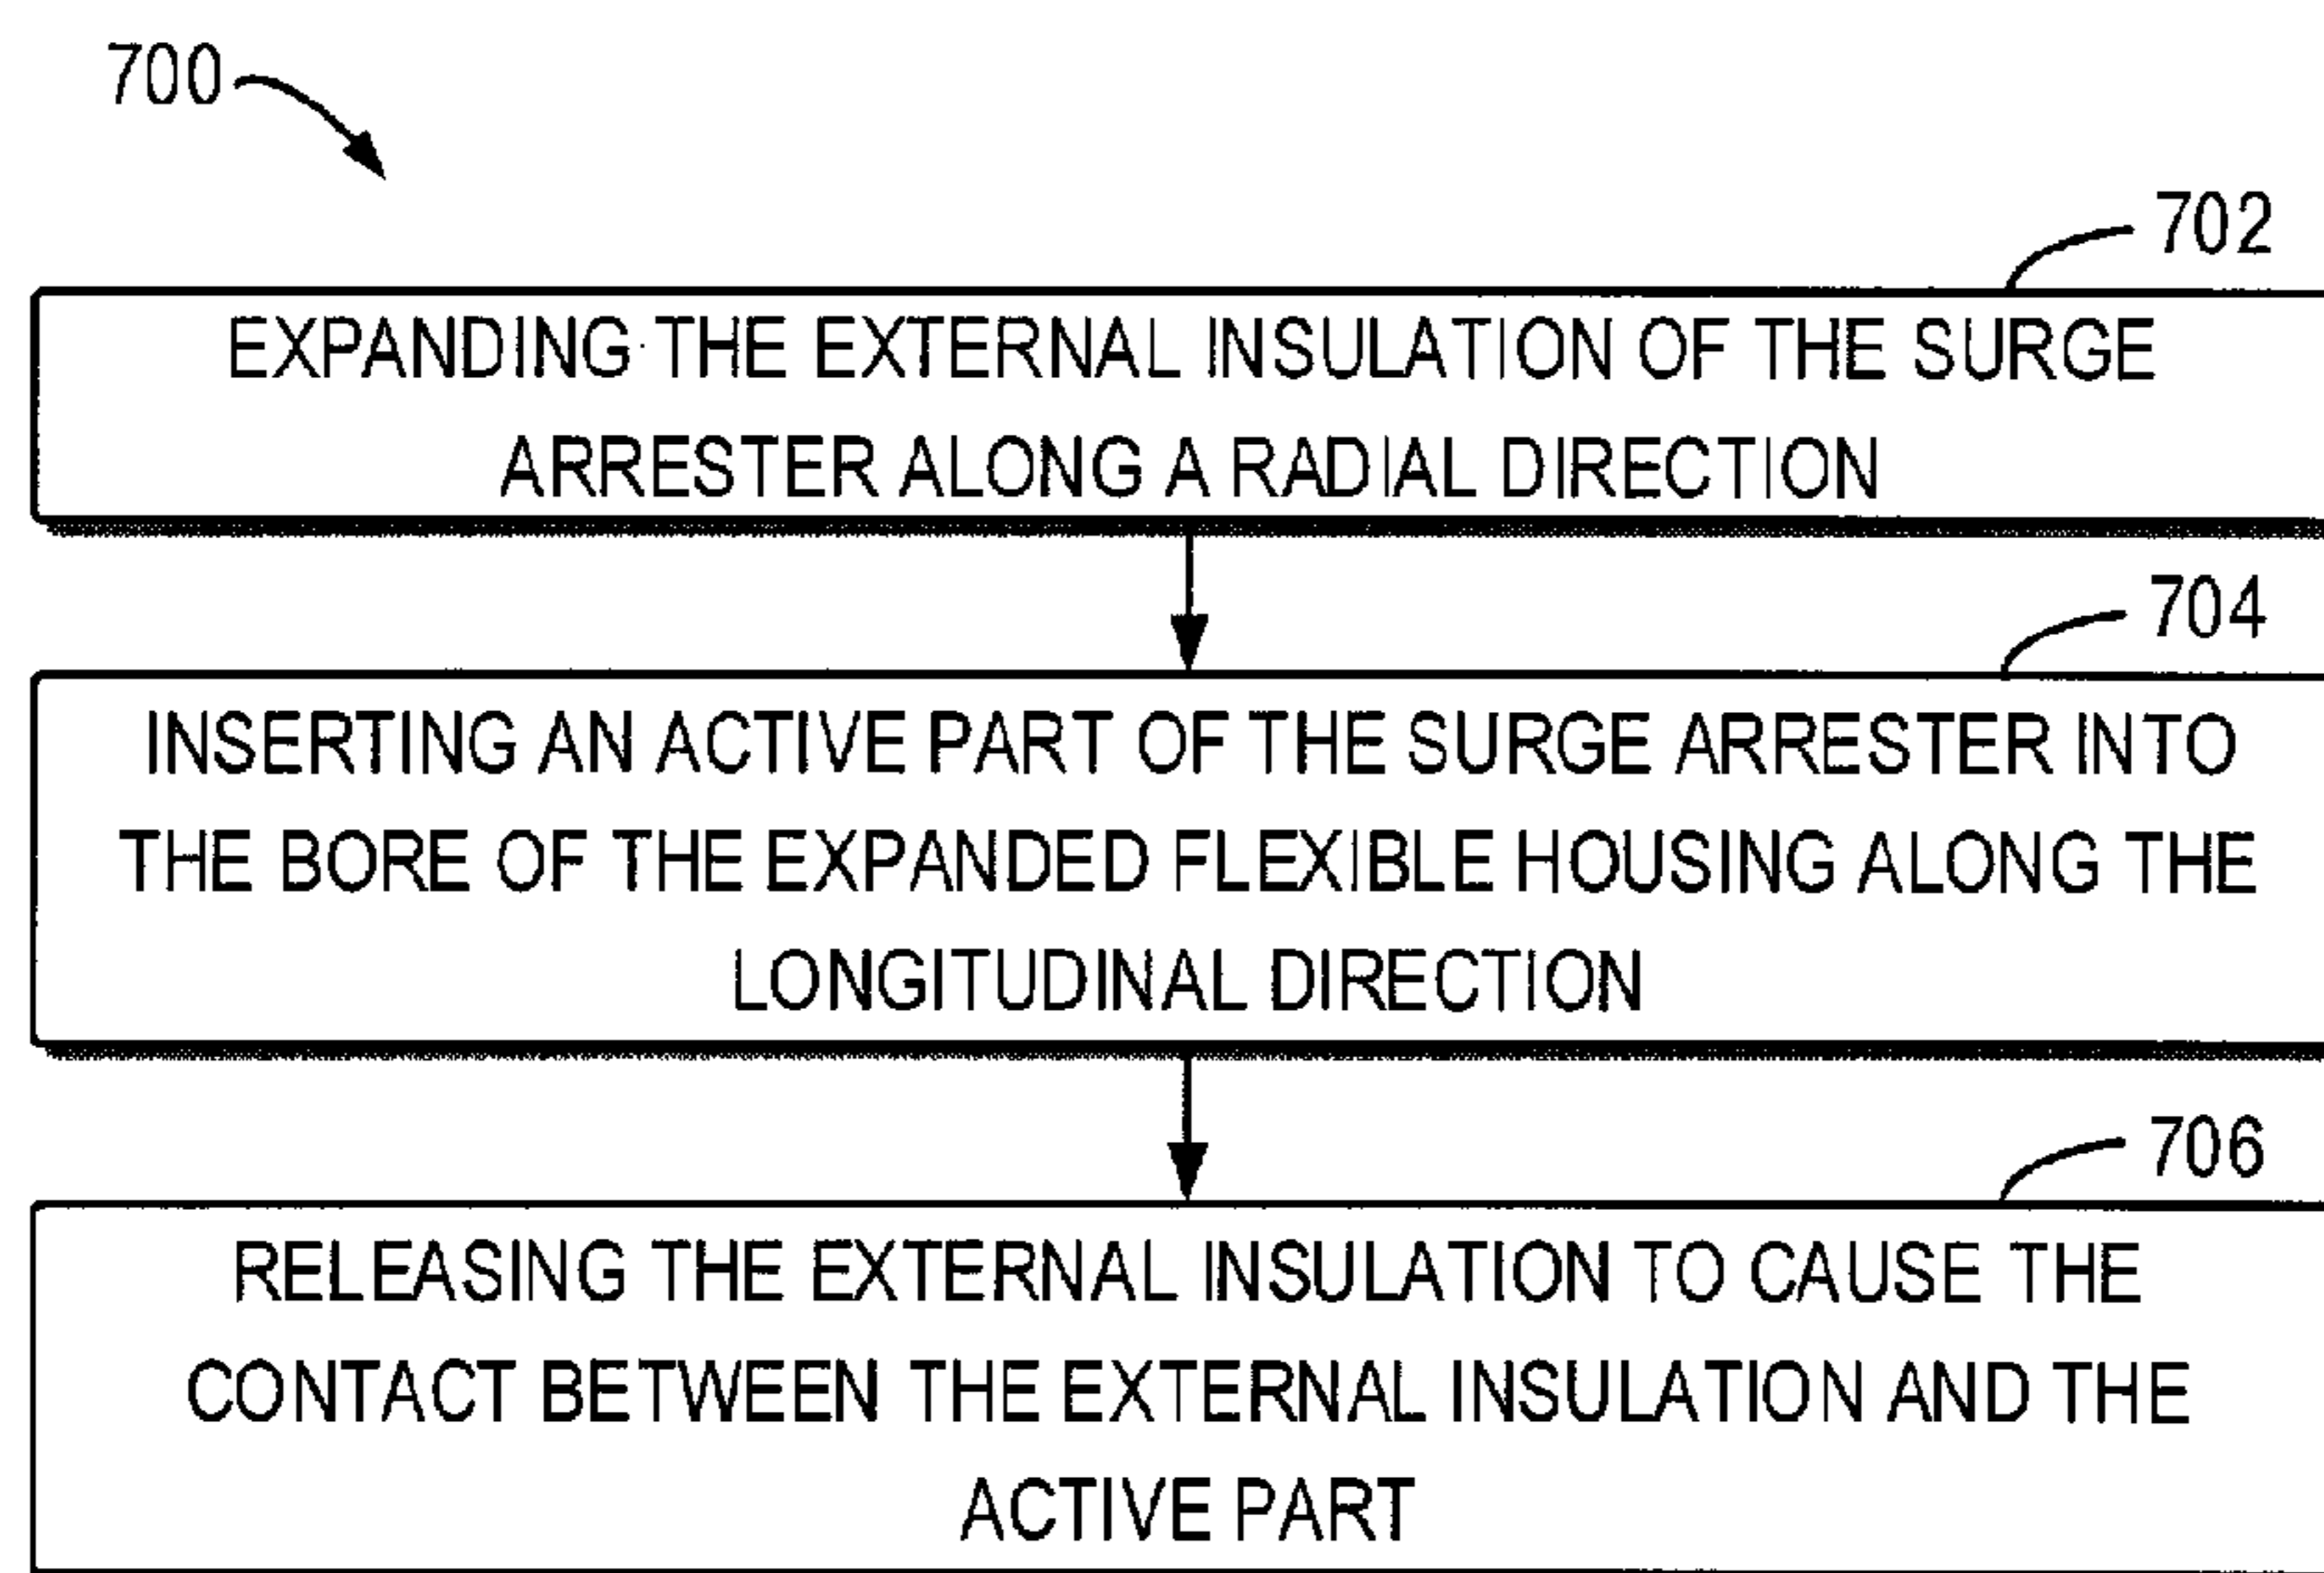 700
702
EXPANDING THE EXTERNAL INSULATION OF THE SURGE
ARRESTER ALONG A RADIAL DIRECTION
704
INSERTING AN ACTIVE PART OF THE SURGE ARRESTER INTO
THE BORE OF THE EXPANDED FLEXIBLE HOUSING ALONG THE
LONGITUDINAL DIRECTION
706
RELEASING THE EXTERNAL INSULATION TO CAUSE THE
CONTACT BETWEEN THE EXTERNAL INSULATION AND THE
ACTIVE PART